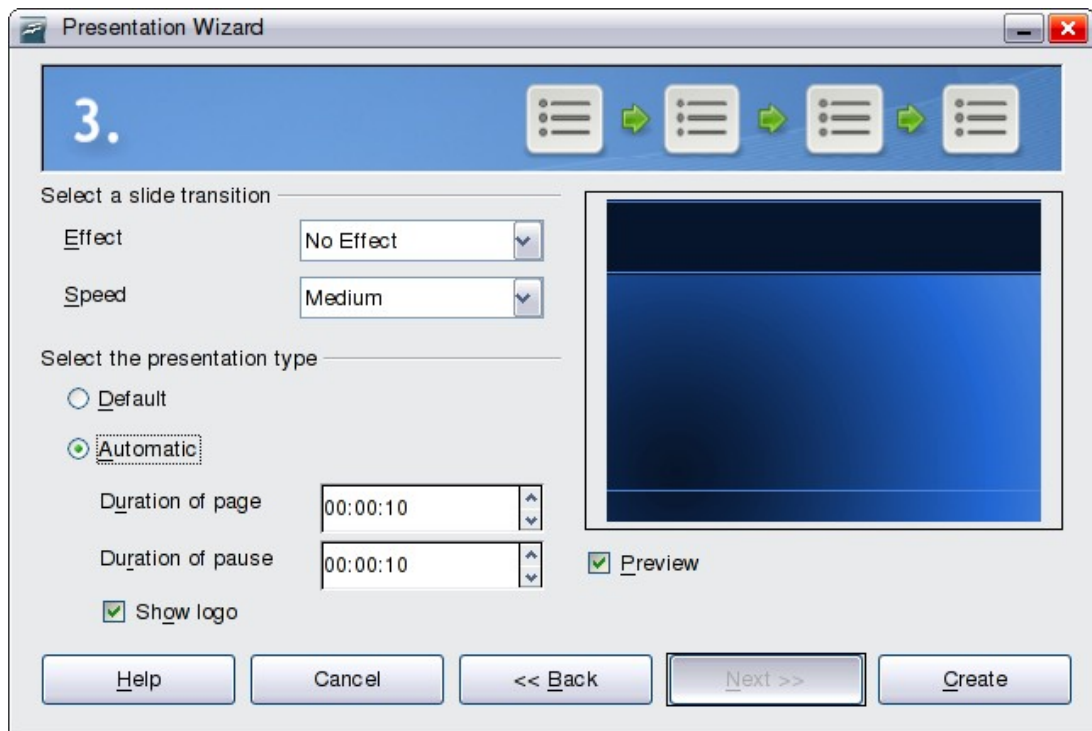 Presentation Wizard
3.
Select a slide transition
Effect
No Effect
Speed
Medium
Select the presentation type
Default
Automatic
Duration of page
00:00:10
Duration of pause
00:00:10
Preview
Show logo
Help
Cancel
<< Back
Next >>
Create